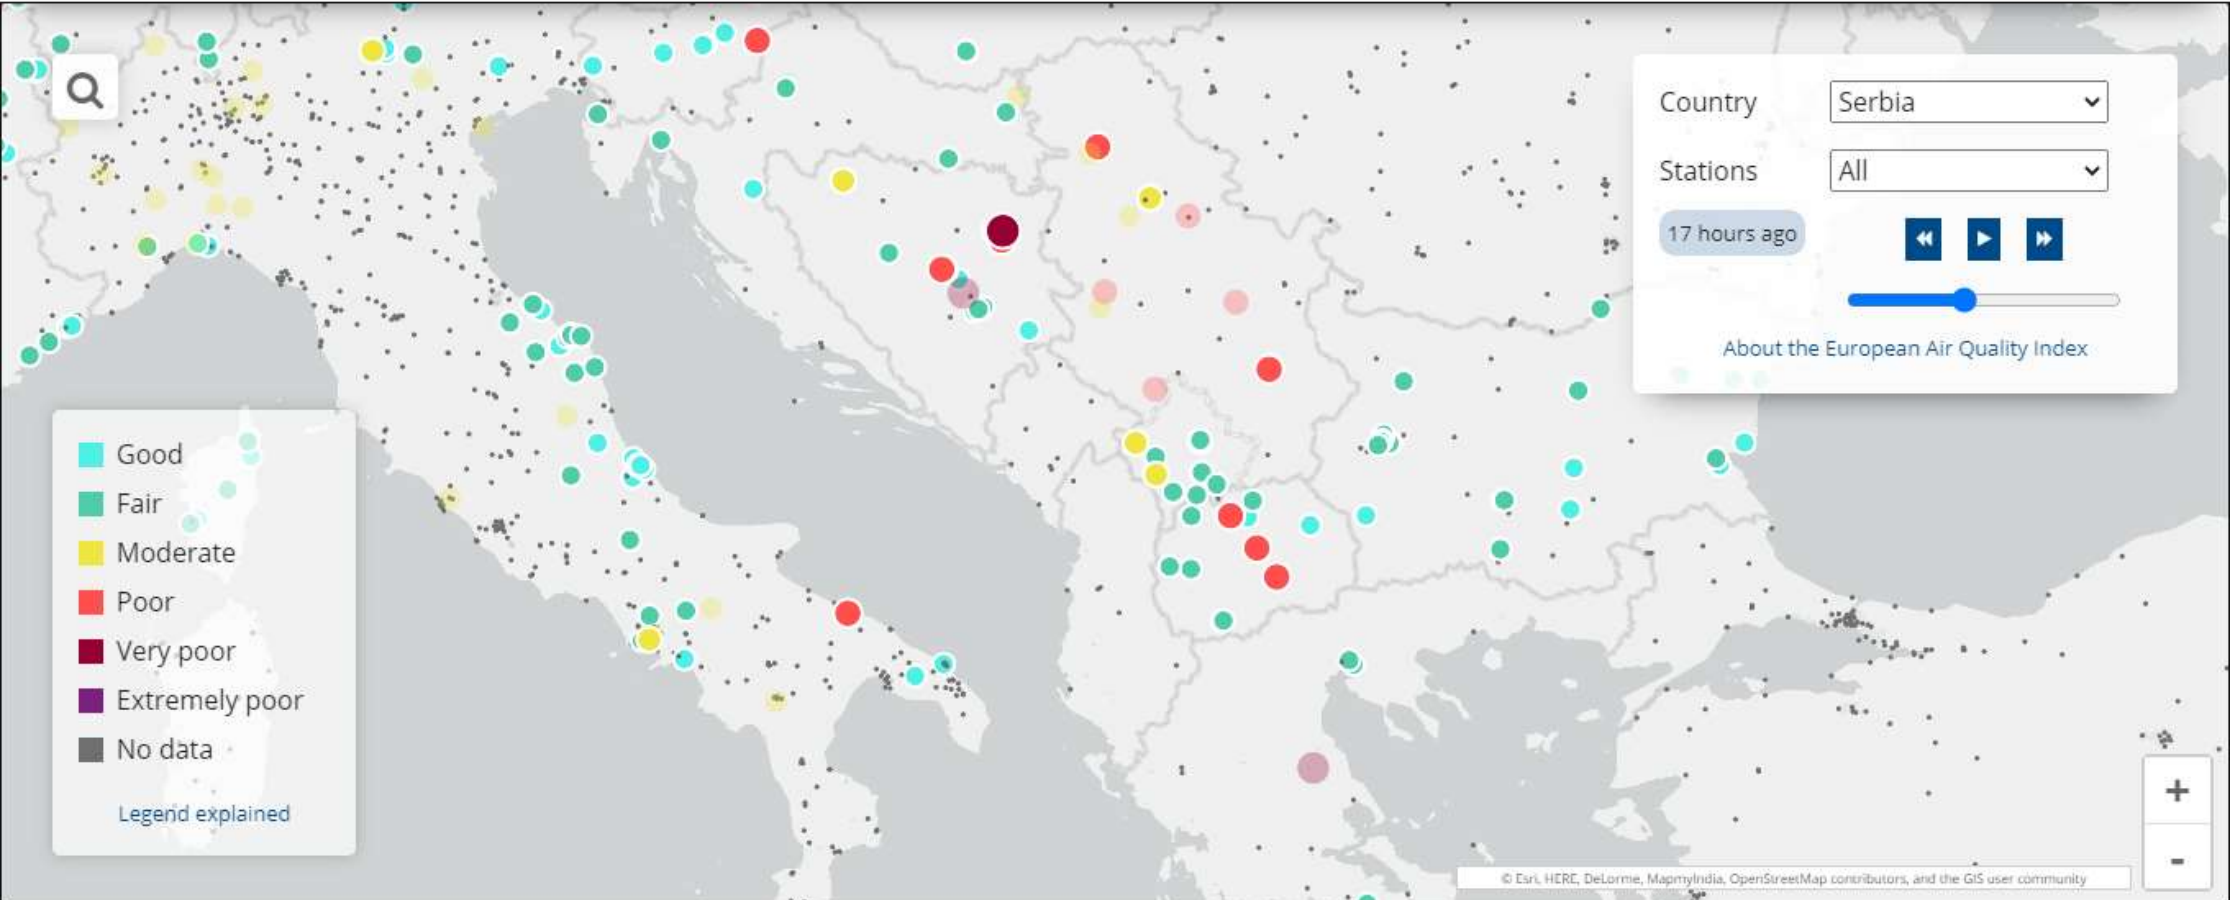 Country
Serbia
Stations
All
17 hours ago
About the European Air Quality Index
Good
Fair
Moderate
Poor
Very poor
Extremely poor
No data
Legend explained
+
-
© Esri, HERE, DeLorme, MapmyIndia, OpenStreetMap contributors, and the GIS user community